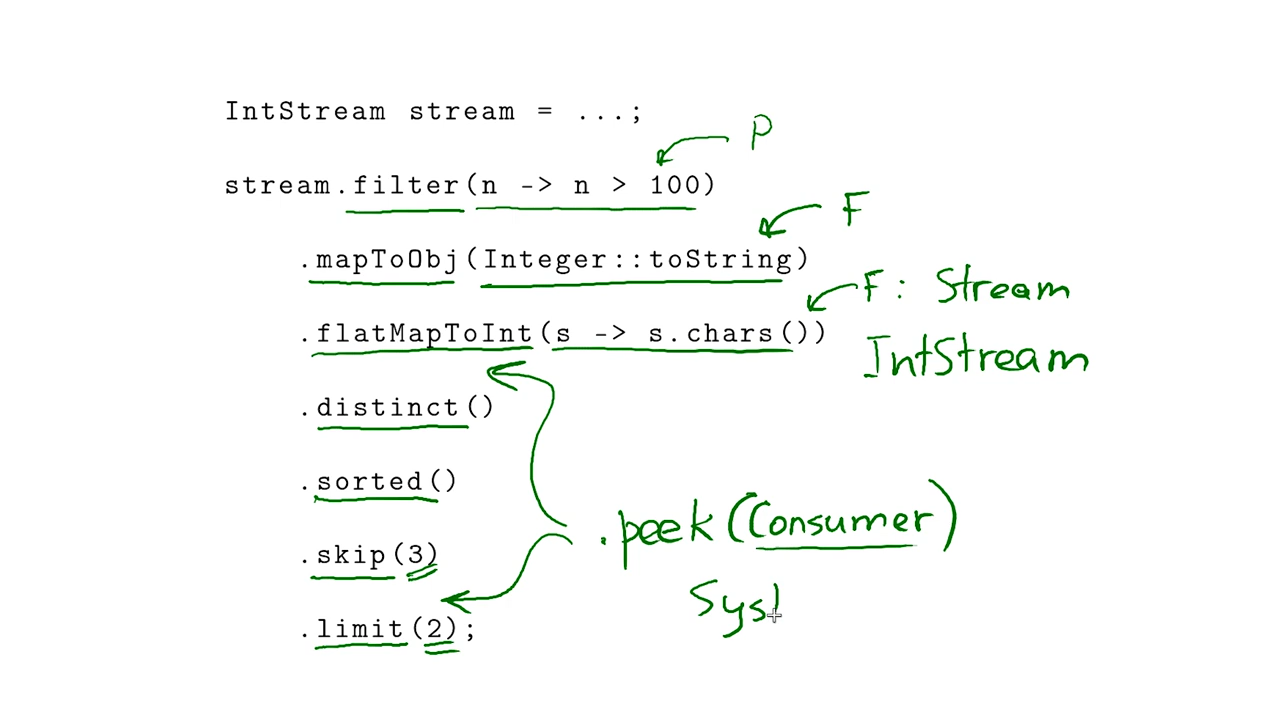 IntStream stream = ...;
P
stream.filter(n -> n > 100)
F
.mapToObj(Integer::toString)
F: Stream
.flatMapToInt(s -> s.chars())
IntStream
.distinct()
.sorted()
.peek(Consumer)
.skip(3)
Syst
.limit(2);